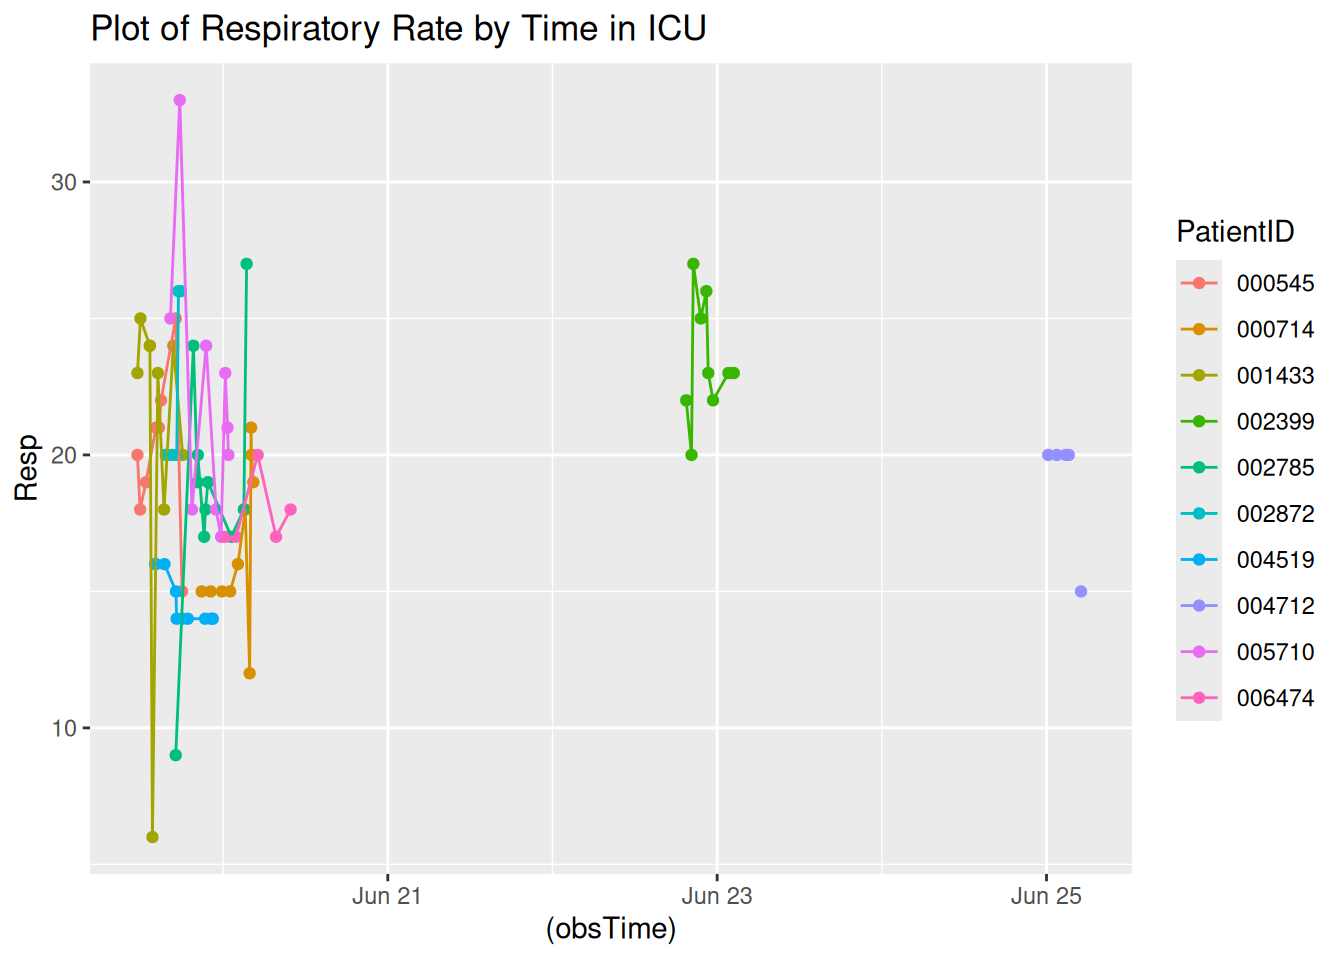 Plot of Respiratory Rate by Time in ICU
Resp
30
20
10
Jun 21
Jun 23
Jun 25
(obsTime)
PatientID
000545
000714
001433
002399
002785
002872
004519
004712
005710
006474